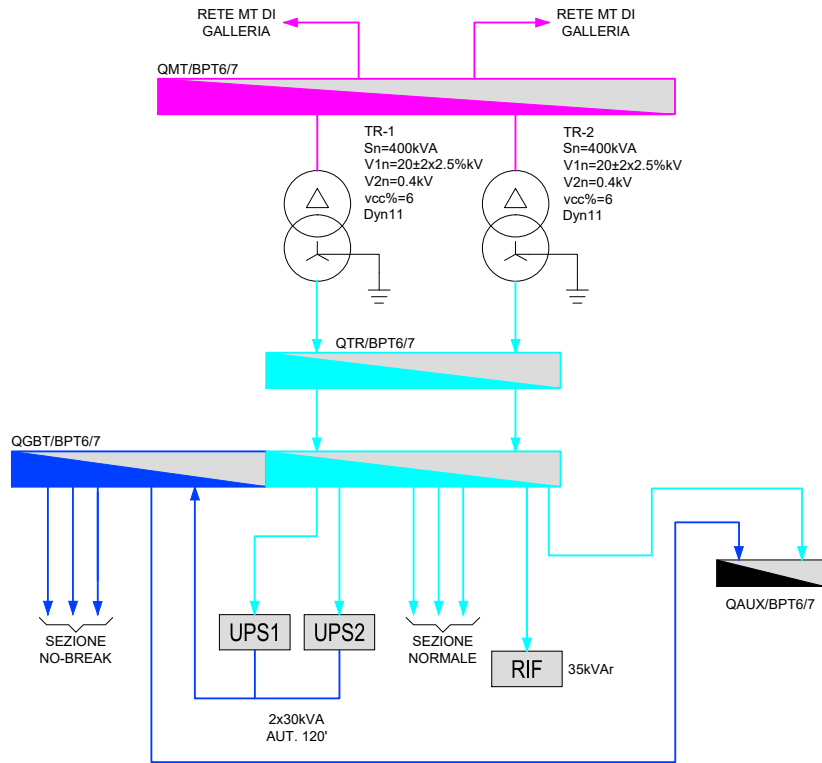 RETE MT DI
GALLERIA
RETE MT DI
GALLERIA
QMT/BPT6/7
TR-1
Sn=400kVA
V1n=20±2x2.5%kV
V2n=0.4kV
vcc%=6
Dyn11
TR-2
Sn=400kVA
V1n=20±2x2.5%kV
V2n=0.4kV
vcc%=6
Dyn11
QTR/BPT6/7
QGBT/BPT6/7
QAUX/BPT6/7
SEZIONE
NO-BREAK
UPS1
UPS2
SEZIONE
NORMALE
RIF
35kVAr
2x30kVA
AUT. 120'